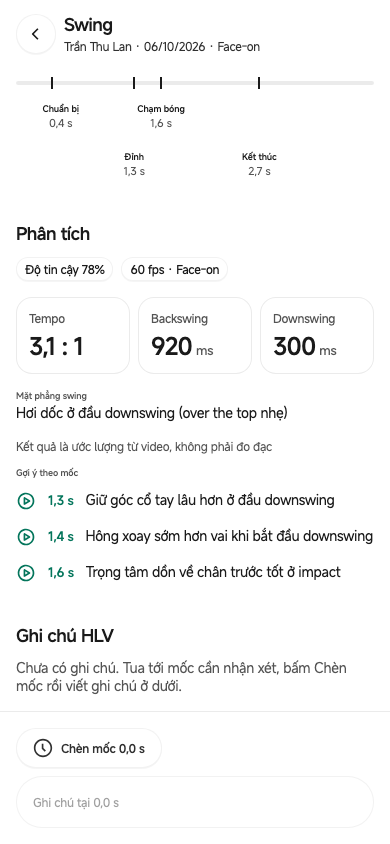 Swing
Trần Thu Lan · 06/10/2026 · Face-on
Chuẩn bị
0,4 s
Chạm bóng
1,6 s
Đỉnh
1,3 s
Kết thúc
2,7 s
Phân tích
Độ tin cậy 78%
60 fps · Face-on
Tempo
3,1 : 1
Backswing
920 ms
Downswing
300 ms
Mặt phẳng swing
Hơi dốc ở đầu downswing (over the top nhẹ)
Kết quả là ước lượng từ video, không phải đo đạc
Gợi ý theo mốc
1,3 s Giữ góc cổ tay lâu hơn ở đầu downswing
1,4 s Hông xoay sớm hơn vai khi bắt đầu downswing
1,6 s Trọng tâm dồn về chân trước tốt ở impact
Ghi chú HLV
Chưa có ghi chú. Tua tới mốc cần nhận xét, bấm Chèn
mốc rồi viết ghi chú ở dưới.
Chèn mốc 0,0 s
Ghi chú tại 0,0 s